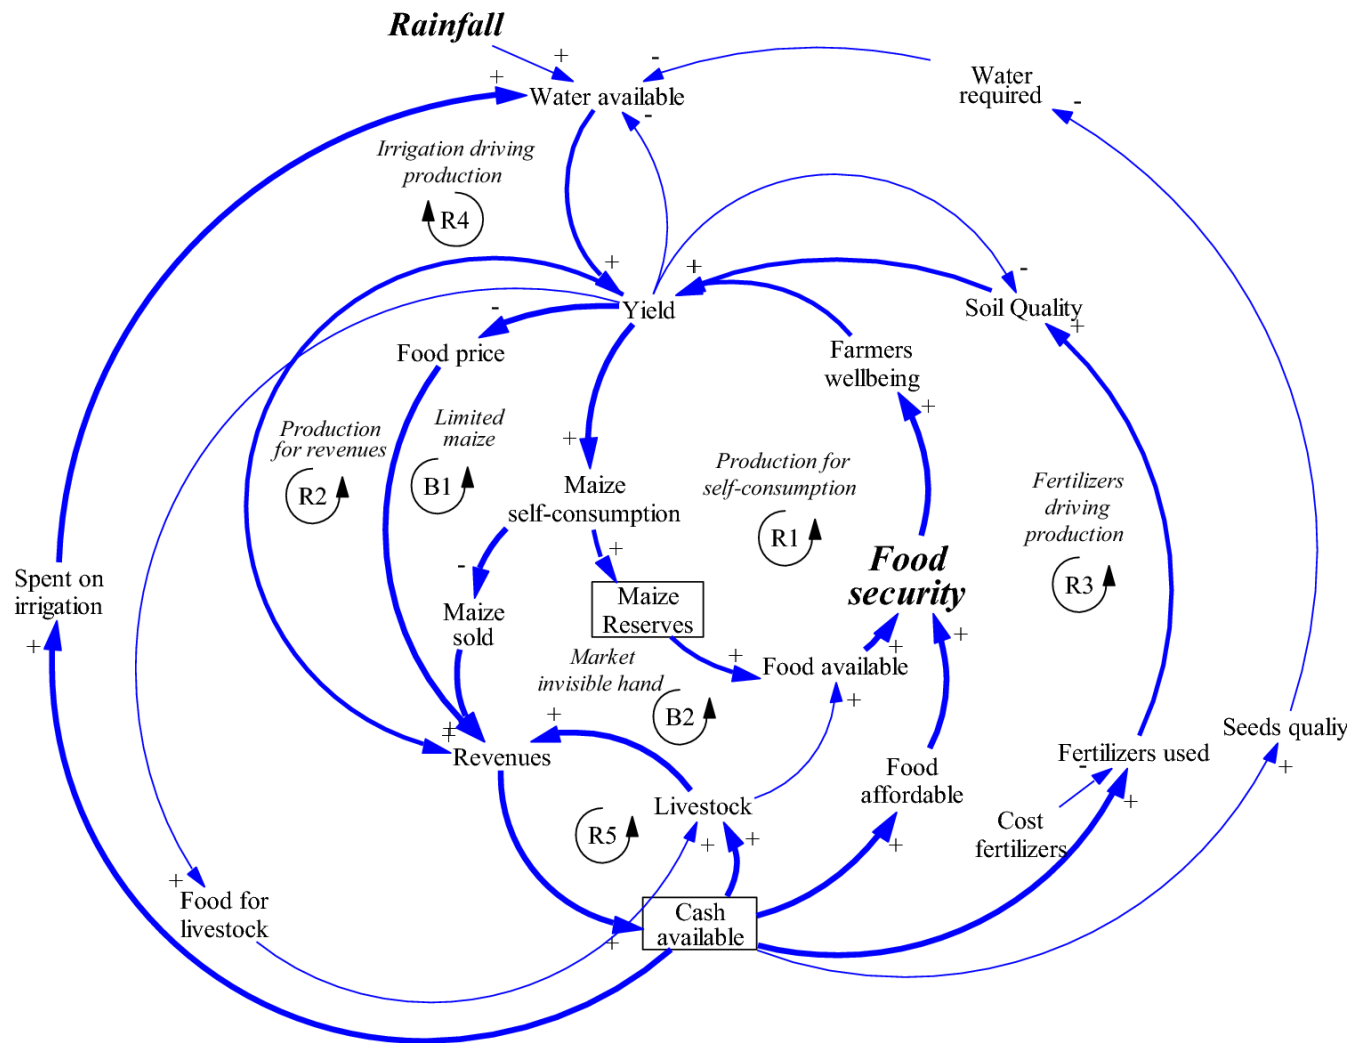 Rainfall
+
+
-
Water
required
Water available
-
-
Irrigation driving
production
R4
+
+
-
-
Yield
Soil Quality
+
Food price
Farmers
wellbeing
+
Production
for revenues
R2
Limited
maize
B1
+
Maize
self-consumption
Production for
self-consumption
R1
Fertilizers
driving
production
R3
-
+
Food
security
Spent on
irrigation
+
Maize
sold
Maize
Reserves
+
+
+
Market
invisible hand
B2
Food available
+
+
+
Revenues
+
Seeds qualiy
+
Fertilizers used
-
+
Food
affordable
+
Livestock
+
+
R5
Cost
fertilizers
+
Food for
livestock
Cash
available
+